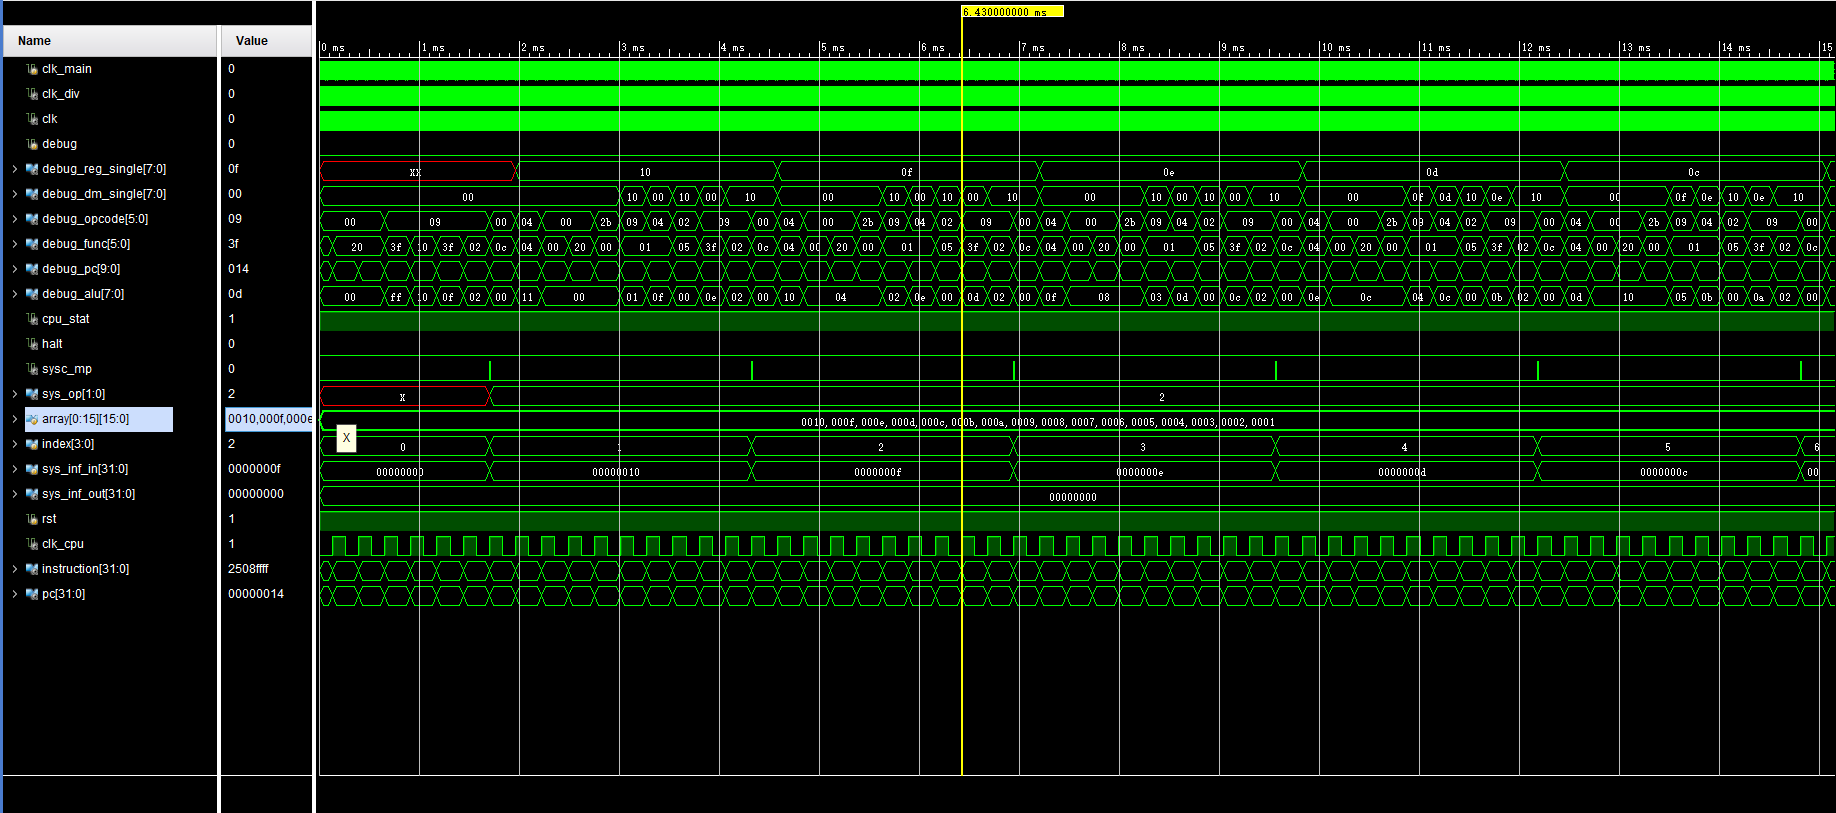 6.430000000 ms
Name Value
0 ms 1 ms 2 ms 3 ms 4 ms 5 ms 6 ms 7 ms 8 ms 9 ms 10 ms 11 ms 12 ms 13 ms 14 ms 15
clk_main 0
clk_div 0
clk 0
debug 0
debug_reg_single[7:0] 0f XX 10 0f 0e 0d 0c
debug_dm_single[7:0] 00 00 10 00 10 00 10 00 10 00 10 00 10 00 10 00 10 00 10 00 0f 0d 10 0e 10 00 0f 0e 10 0e 10
debug_opcode[5:0] 09 00 09 00 04 00 2b 09 04 02 09 00 04 00 2b 09 04 02 09 00 04 00 2b 09 04 02 09 00 04 00 2b 09 04 02 09 00 04 00 2b 09 04 02 09 00
debug_func[5:0] 3f 20 3f 10 3f 02 0c 04 00 20 00 01 05 3f 02 0c 04 00 20 00 01 05 3f 02 0c 04 00 20 00 01 05 3f 02 0c 04 00 20 00 01 05 3f 02 0c 04 00 20 00 01 05 3f 02 0c
debug_pc[9:0] 014
debug_alu[7:0] 0d 00 ff 10 0f 02 00 11 00 01 0f 00 0e 02 00 10 04 02 0e 00 0d 02 00 0f 08 03 0d 00 0c 02 00 0e 0c 04 0c 00 0b 02 00 0d 10 05 0b 00 0a 02 00
cpu_stat 1
halt 0
sysc_mp 0
sys_op[1:0] 2 X 2
array[0:15][15:0] 0010,000f,000e 0010,000f,000e,000d,000c,000b,000a,0009,0008,0007,0006,0005,0004,0003,0002,0001
X
index[3:0] 2 0 1 2 3 4 5 6
sys_inf_in[31:0] 0000000f 00000000 00000010 0000000f 0000000e 0000000d 0000000c 00
sys_inf_out[31:0] 00000000 00000000
rst 1
clk_cpu 1
instruction[31:0] 2508ffff
pc[31:0] 00000014